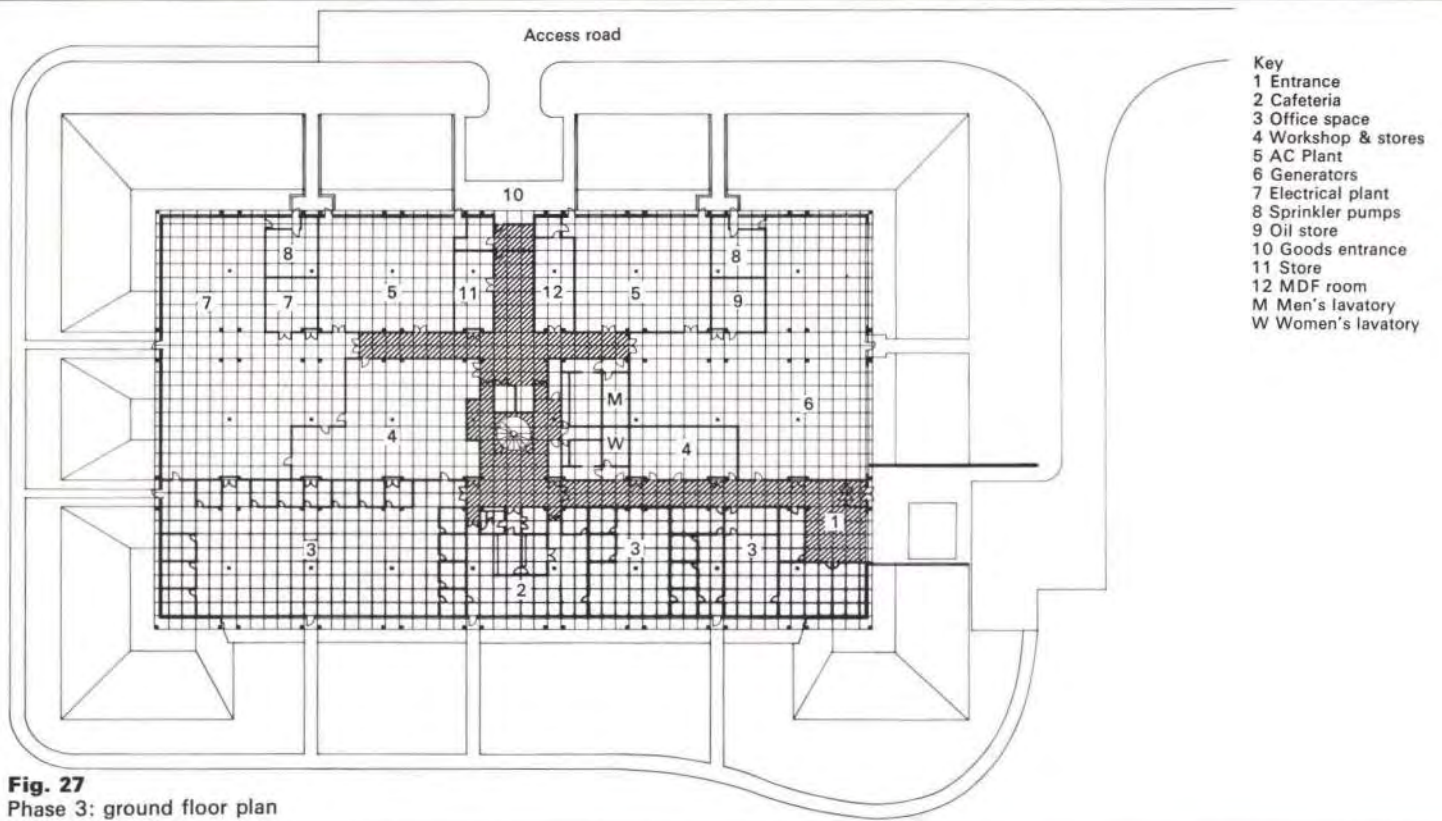 Access road
Key
1 Entrance
2 Cafeteria
3 Office space
4 Workshop & stores
5 AC Plant
6 Generators
7 Electrical plant
8 Sprinkler pumps
9 Oil store
10 Goods entrance
11 Store
12 MDF room
M Men's lavatory
W Women's lavatory
10
8
8
7
7
5
11
12
5
9
M
6
4
W
4
1
3
3
3
2
Fig. 27
Phase 3: ground floor plan